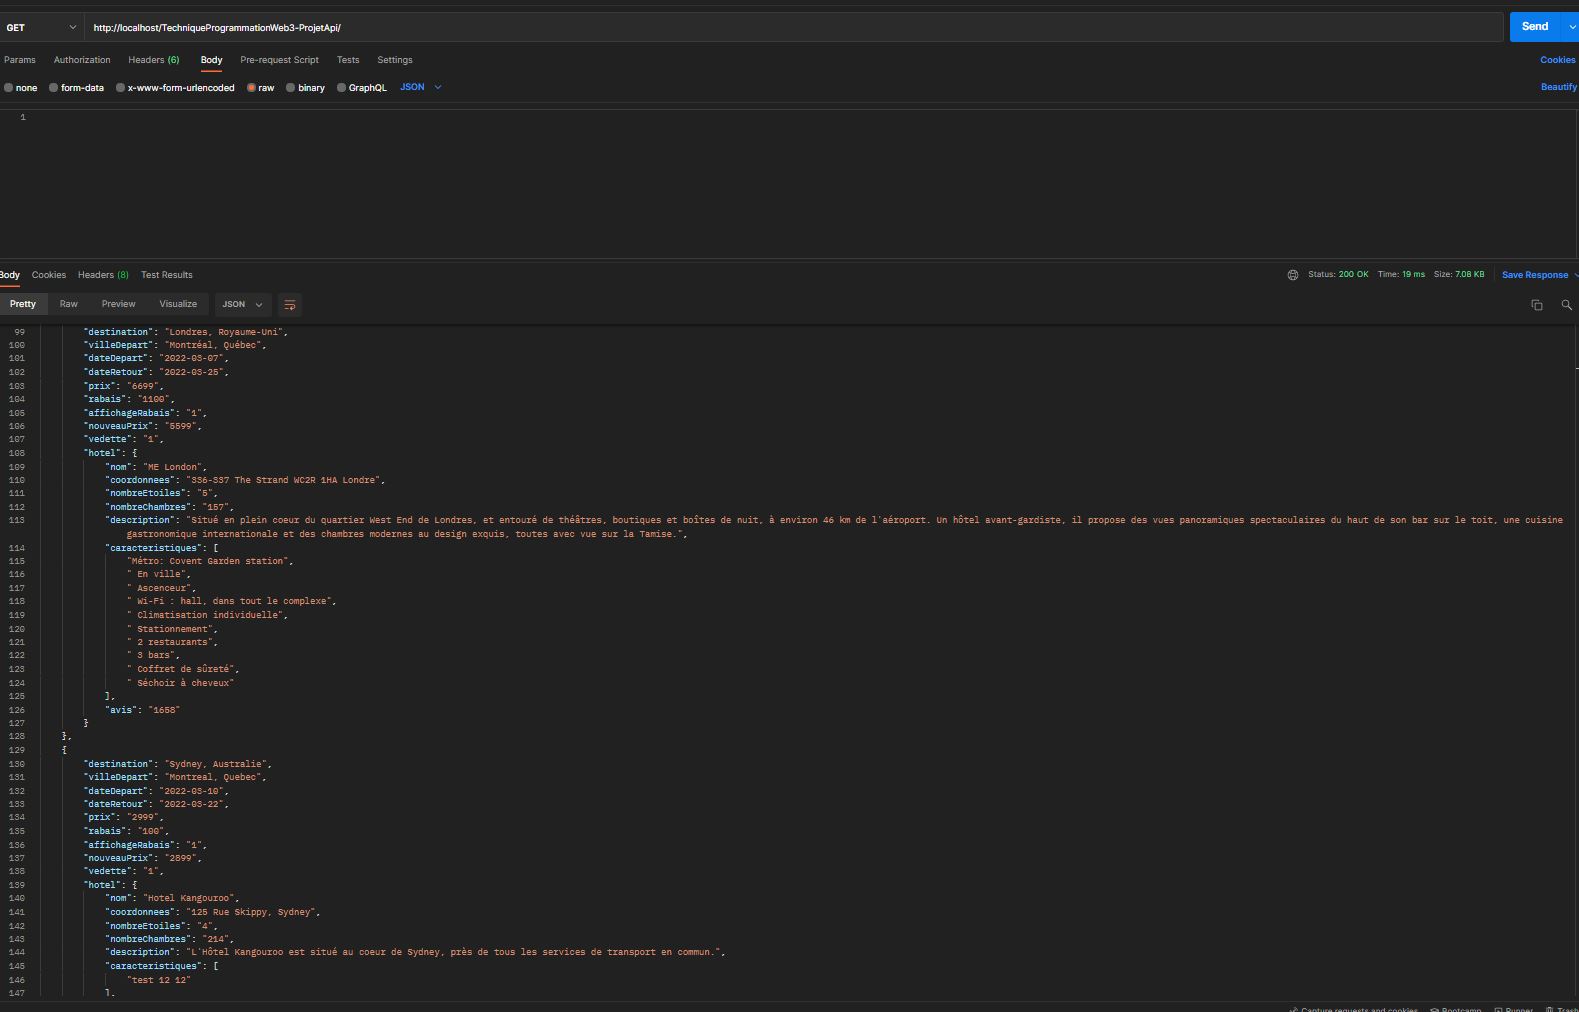 GET http://localhost/TechniqueProgrammationWeb3-ProjetApi/ Send
Params Authorization Headers (6) Body Pre-request Script Tests Settings Cookies
none form-data x-www-form-urlencoded raw binary GraphQL JSON Beautify
1
Body Cookies Headers (8) Test Results Status: 200 OK Time: 19 ms Size: 7.08 KB Save Response
Pretty Raw Preview Visualize JSON
99 "destination": "Londres, Royaume-Uni",
100 "villeDepart": "Montréal, Québec",
101 "dateDepart": "2022-03-07",
102 "dateRetour": "2022-03-25",
103 "prix": "6699",
104 "rabais": "1100",
105 "affichageRabais": "1",
106 "nouveauPrix": "5599",
107 "vedette": "1",
108 "hotel": {
109 "nom": "ME London",
110 "coordonnees": "336-337 The Strand WC2R 1HA Londre",
111 "nombreEtoiles": "5",
112 "nombreChambres": "157",
113 "description": "Situé en plein coeur du quartier West End de Londres, et entouré de théâtres, boutiques et boîtes de nuit, à environ 46 km de l'aéroport. Un hôtel avant-gardiste, il propose des vues panoramiques spectaculaires du haut de son bar sur le toit, une cuisine
gastronomique internationale et des chambres modernes au design exquis, toutes avec vue sur la Tamise.",
114 "caracteristiques": [
115 "Métro: Covent Garden station",
116 " En ville",
117 " Ascenceur",
118 " Wi-Fi : hall, dans tout le complexe",
119 " Climatisation individuelle",
120 " Stationnement",
121 " 2 restaurants",
122 " 3 bars",
123 " Coffret de sûreté",
124 " Séchoir à cheveux"
125 ],
126 "avis": "1658"
127 }
128 },
129 {
130 "destination": "Sydney, Australie",
131 "villeDepart": "Montreal, Quebec",
132 "dateDepart": "2022-03-10",
133 "dateRetour": "2022-03-22",
134 "prix": "2999",
135 "rabais": "100",
136 "affichageRabais": "1",
137 "nouveauPrix": "2899",
138 "vedette": "1",
139 "hotel": {
140 "nom": "Hotel Kangouroo",
141 "coordonnees": "125 Rue Skippy, Sydney",
142 "nombreEtoiles": "4",
143 "nombreChambres": "214",
144 "description": "L'Hôtel Kangouroo est situé au coeur de Sydney, près de tous les services de transport en commun.",
145 "caracteristiques": [
146 "test 12 12"
147 ],
Capture requests and cookies Bootcamp Runner Trash